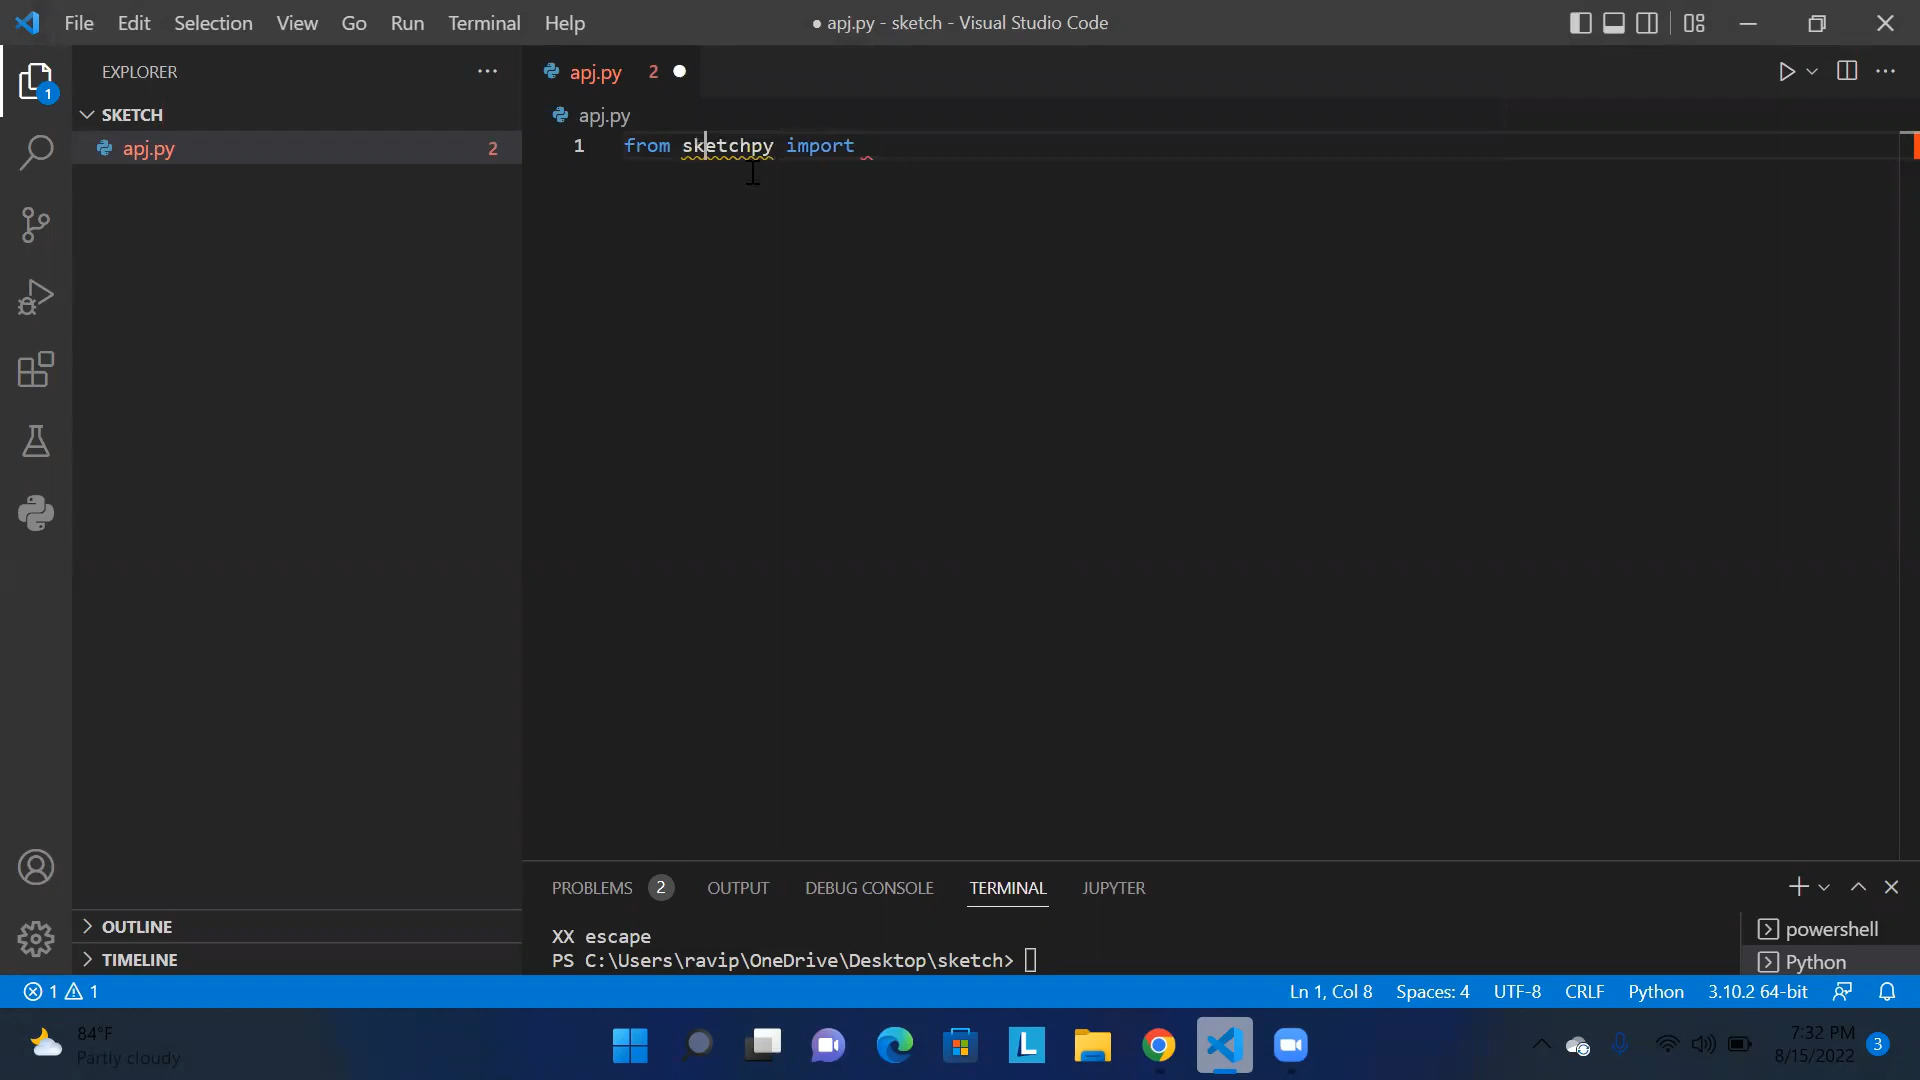 File Edit Selection View Go Run Terminal Help
● apj.py - sketch - Visual Studio Code
EXPLORER
1
SKETCH
apj.py 2
apj.py 2
apj.py
1 from sketchpy import
PROBLEMS 2 OUTPUT DEBUG CONSOLE TERMINAL JUPYTER
XX escape
PS C:\Users\ravip\OneDrive\Desktop\sketch>
powershell
Python
OUTLINE
TIMELINE
1 1
Ln 1, Col 8 Spaces: 4 UTF-8 CRLF Python 3.10.2 64-bit
84°F
Partly cloudy
L
7:32 PM
8/15/2022
3